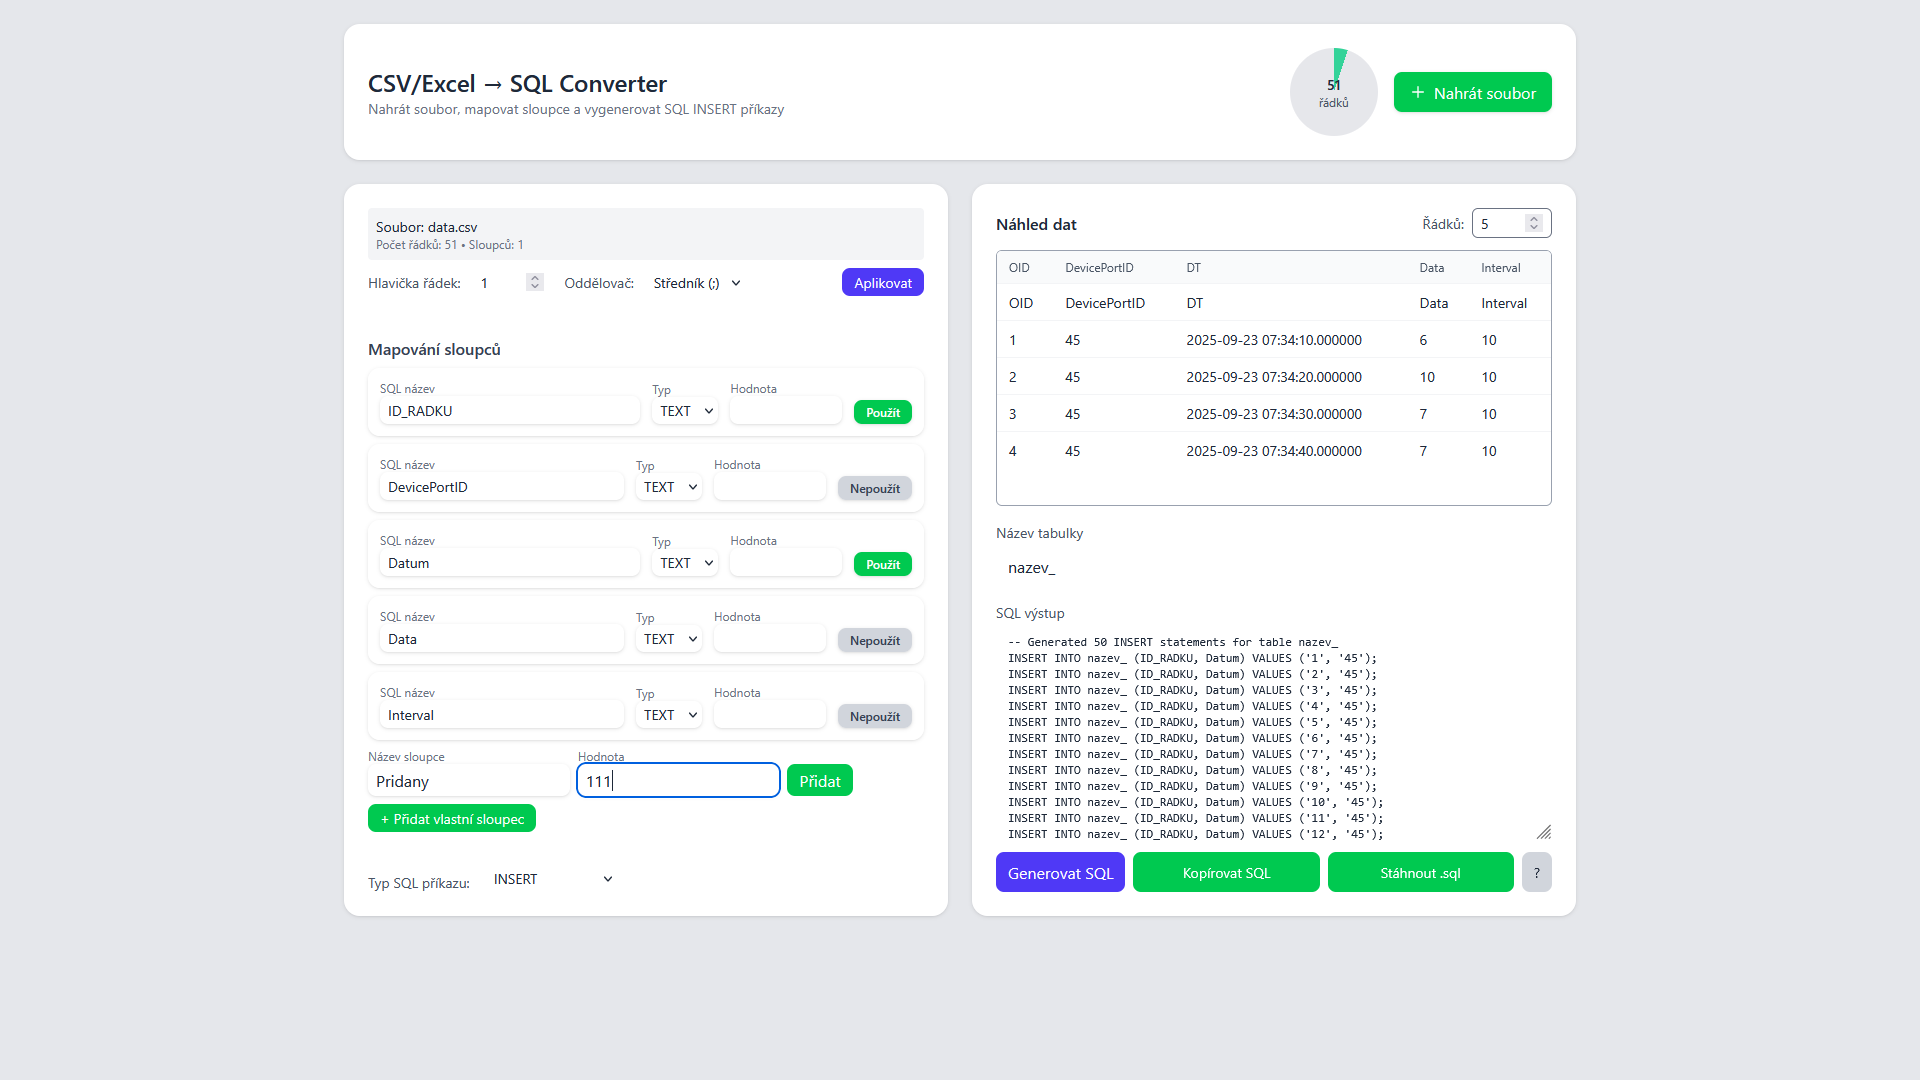 CSV/Excel → SQL Converter
Nahrát soubor, mapovat sloupce a vygenerovat SQL INSERT příkazy
51
řádků
+ Nahrát soubor
Soubor: data.csv
Počet řádků: 51 • Sloupců: 1
Hlavička řádek: 1 Oddělovač: Středník (;) Aplikovat
Mapování sloupců
SQL název Typ Hodnota
ID_RADKU TEXT Použít
SQL název Typ Hodnota
DevicePortID TEXT Nepoužít
SQL název Typ Hodnota
Datum TEXT Použít
SQL název Typ Hodnota
Data TEXT Nepoužít
SQL název Typ Hodnota
Interval TEXT Nepoužít
Název sloupce Hodnota
Pridany 111 Přidat
+ Přidat vlastní sloupec
Typ SQL příkazu: INSERT
Náhled dat Řádků: 5
OID DevicePortID DT Data Interval
OID DevicePortID DT Data Interval
1 45 2025-09-23 07:34:10.000000 6 10
2 45 2025-09-23 07:34:20.000000 10 10
3 45 2025-09-23 07:34:30.000000 7 10
4 45 2025-09-23 07:34:40.000000 7 10
Název tabulky
nazev_
SQL výstup
-- Generated 50 INSERT statements for table nazev_
INSERT INTO nazev_ (ID_RADKU, Datum) VALUES ('1', '45');
INSERT INTO nazev_ (ID_RADKU, Datum) VALUES ('2', '45');
INSERT INTO nazev_ (ID_RADKU, Datum) VALUES ('3', '45');
INSERT INTO nazev_ (ID_RADKU, Datum) VALUES ('4', '45');
INSERT INTO nazev_ (ID_RADKU, Datum) VALUES ('5', '45');
INSERT INTO nazev_ (ID_RADKU, Datum) VALUES ('6', '45');
INSERT INTO nazev_ (ID_RADKU, Datum) VALUES ('7', '45');
INSERT INTO nazev_ (ID_RADKU, Datum) VALUES ('8', '45');
INSERT INTO nazev_ (ID_RADKU, Datum) VALUES ('9', '45');
INSERT INTO nazev_ (ID_RADKU, Datum) VALUES ('10', '45');
INSERT INTO nazev_ (ID_RADKU, Datum) VALUES ('11', '45');
INSERT INTO nazev_ (ID_RADKU, Datum) VALUES ('12', '45');
Generovat SQL Kopírovat SQL Stáhnout .sql ?